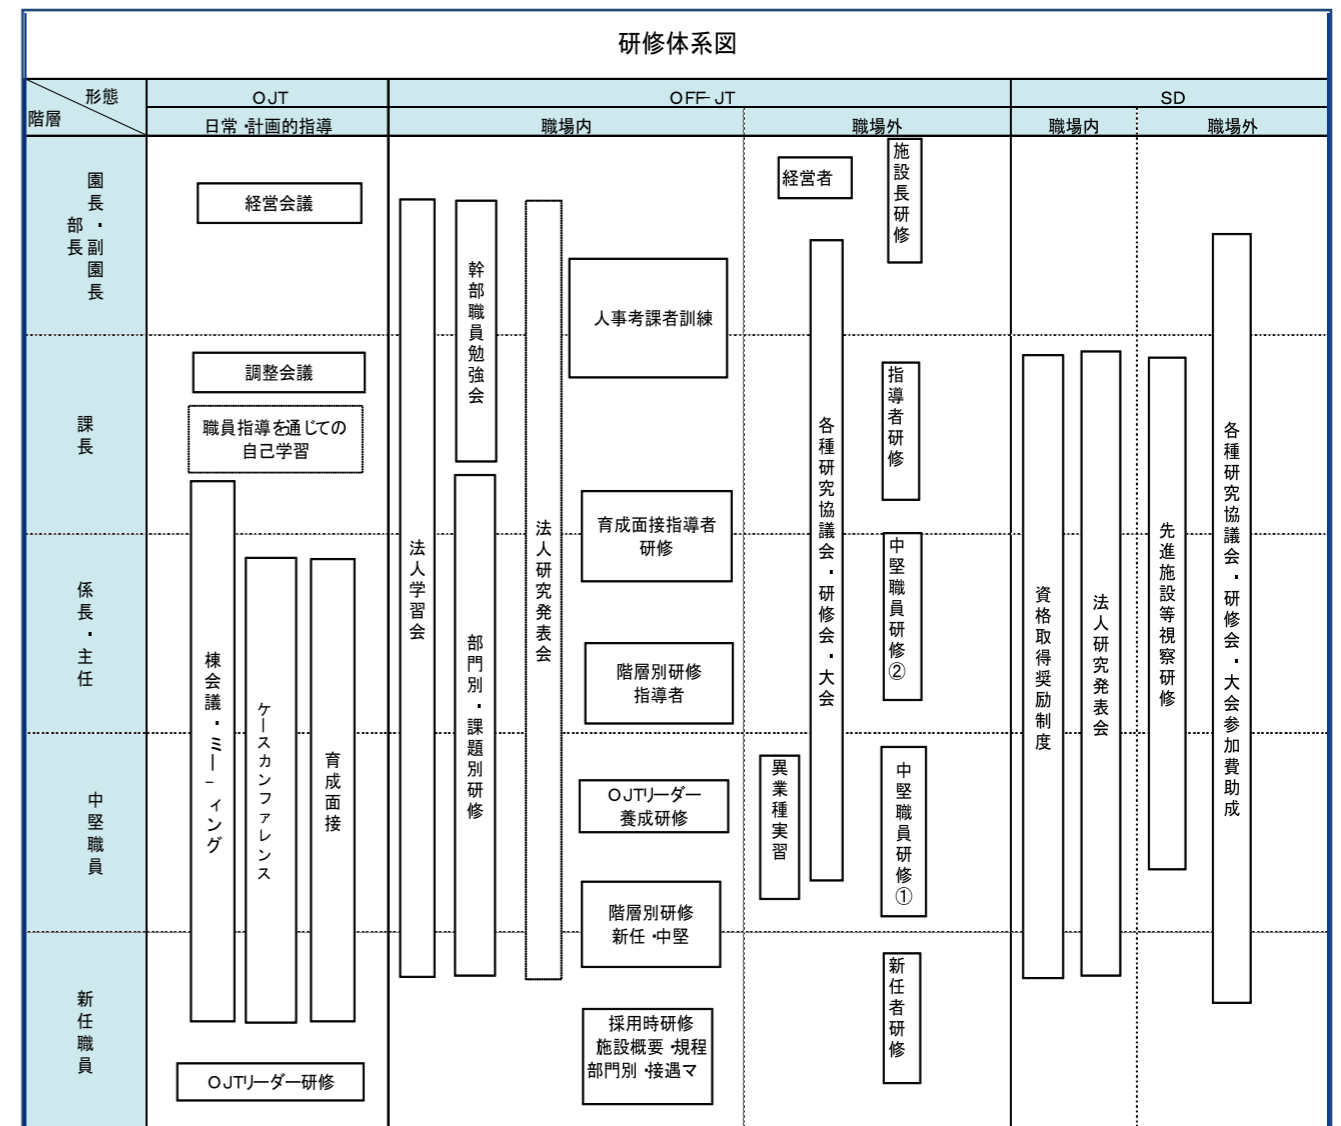 研修体系図
形態
階層
OJT
OFF-JT
SD
日常・計画的指導
職場内
職場外
職場内
職場外
園長・副園長
部長
課長
係長・主任
中堅職員
新任職員
経営会議
調整会議
職員指導を通じての
自己学習
棟会議・ミーィング
ケースカンファレンス
育成面接
OJTリーダー研修
法人学習会
幹部職員勉強会
部門別・課題別研修
法人研究発表会
人事考課者訓練
育成面接指導者
研修
階層別研修
指導者
OJTリーダー
養成研修
階層別研修
新任・中堅
採用時研修
施設概要・規程
部門別・接遇マ
経営者
施設長研修
各種研究協議会・研修会・大会
指導者研修
中堅職員研修②
異業種実習
中堅職員研修①
新任者研修
資格取得奨励制度
法人研究発表会
先進施設等視察研修
各種研究協議会・研修会・大会参加費助成